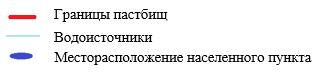 Границы пастбищ
Водоисточники
Месторасположение населенного пункта